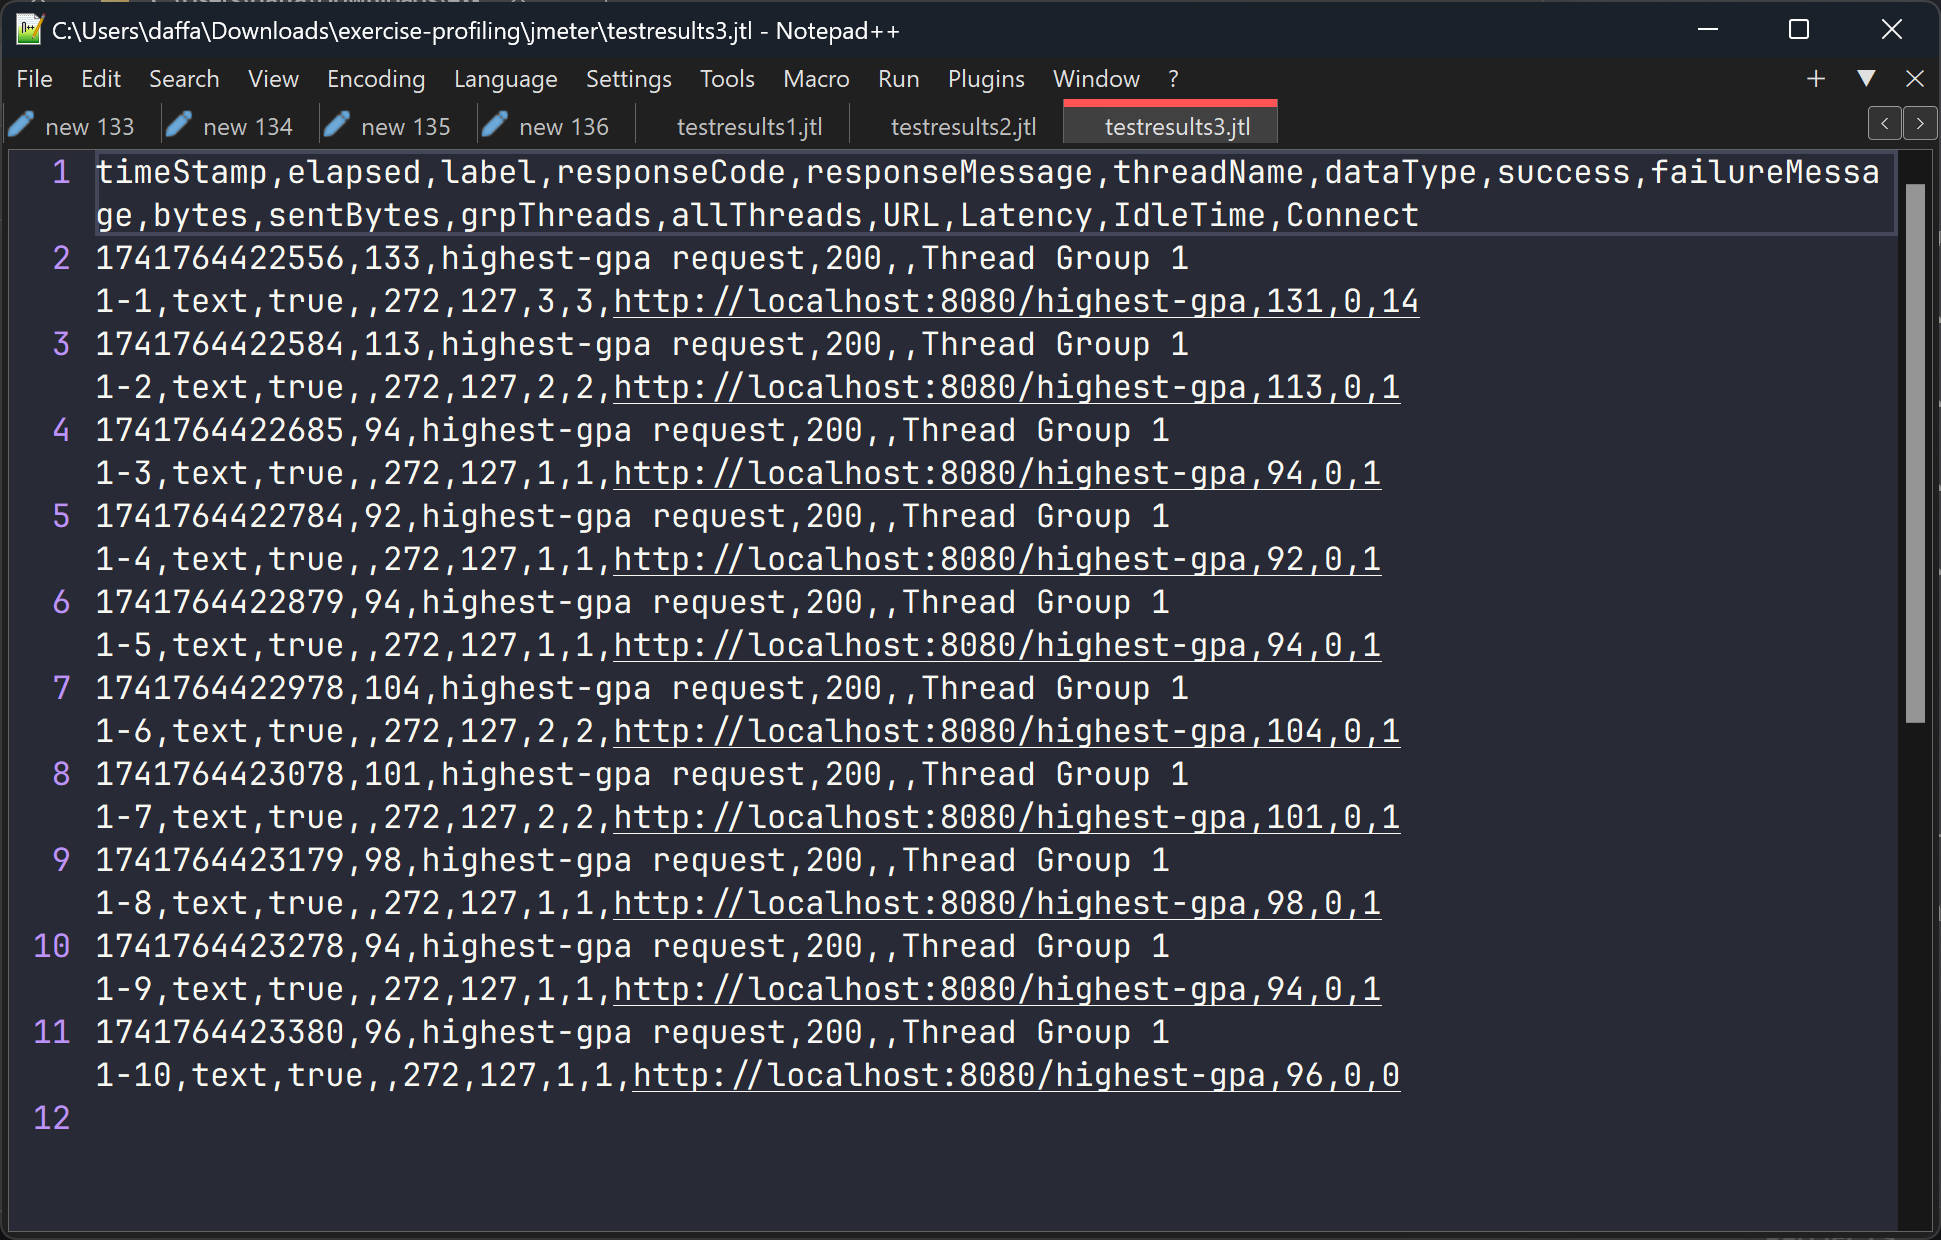 C:\Users\daffa\Downloads\exercise-profiling\jmeter\testresults3.jtl - Notepad++
File Edit Search View Encoding Language Settings Tools Macro Run Plugins Window ?
new 133 new 134 new 135 new 136 testresults1.jtl testresults2.jtl testresults3.jtl
1 timeStamp,elapsed,label,responseCode,responseMessage,threadName,dataType,success,failureMessa
ge,bytes,sentBytes,grpThreads,allThreads,URL,Latency,IdleTime,Connect
2 1741764422556,133,highest-gpa request,200,,Thread Group 1
1-1,text,true,,272,127,3,3,http://localhost:8080/highest-gpa,131,0,14
3 1741764422584,113,highest-gpa request,200,,Thread Group 1
1-2,text,true,,272,127,2,2,http://localhost:8080/highest-gpa,113,0,1
4 1741764422685,94,highest-gpa request,200,,Thread Group 1
1-3,text,true,,272,127,1,1,http://localhost:8080/highest-gpa,94,0,1
5 1741764422784,92,highest-gpa request,200,,Thread Group 1
1-4,text,true,,272,127,1,1,http://localhost:8080/highest-gpa,92,0,1
6 1741764422879,94,highest-gpa request,200,,Thread Group 1
1-5,text,true,,272,127,1,1,http://localhost:8080/highest-gpa,94,0,1
7 1741764422978,104,highest-gpa request,200,,Thread Group 1
1-6,text,true,,272,127,2,2,http://localhost:8080/highest-gpa,104,0,1
8 1741764423078,101,highest-gpa request,200,,Thread Group 1
1-7,text,true,,272,127,2,2,http://localhost:8080/highest-gpa,101,0,1
9 1741764423179,98,highest-gpa request,200,,Thread Group 1
1-8,text,true,,272,127,1,1,http://localhost:8080/highest-gpa,98,0,1
10 1741764423278,94,highest-gpa request,200,,Thread Group 1
1-9,text,true,,272,127,1,1,http://localhost:8080/highest-gpa,94,0,1
11 1741764423380,96,highest-gpa request,200,,Thread Group 1
1-10,text,true,,272,127,1,1,http://localhost:8080/highest-gpa,96,0,0
12